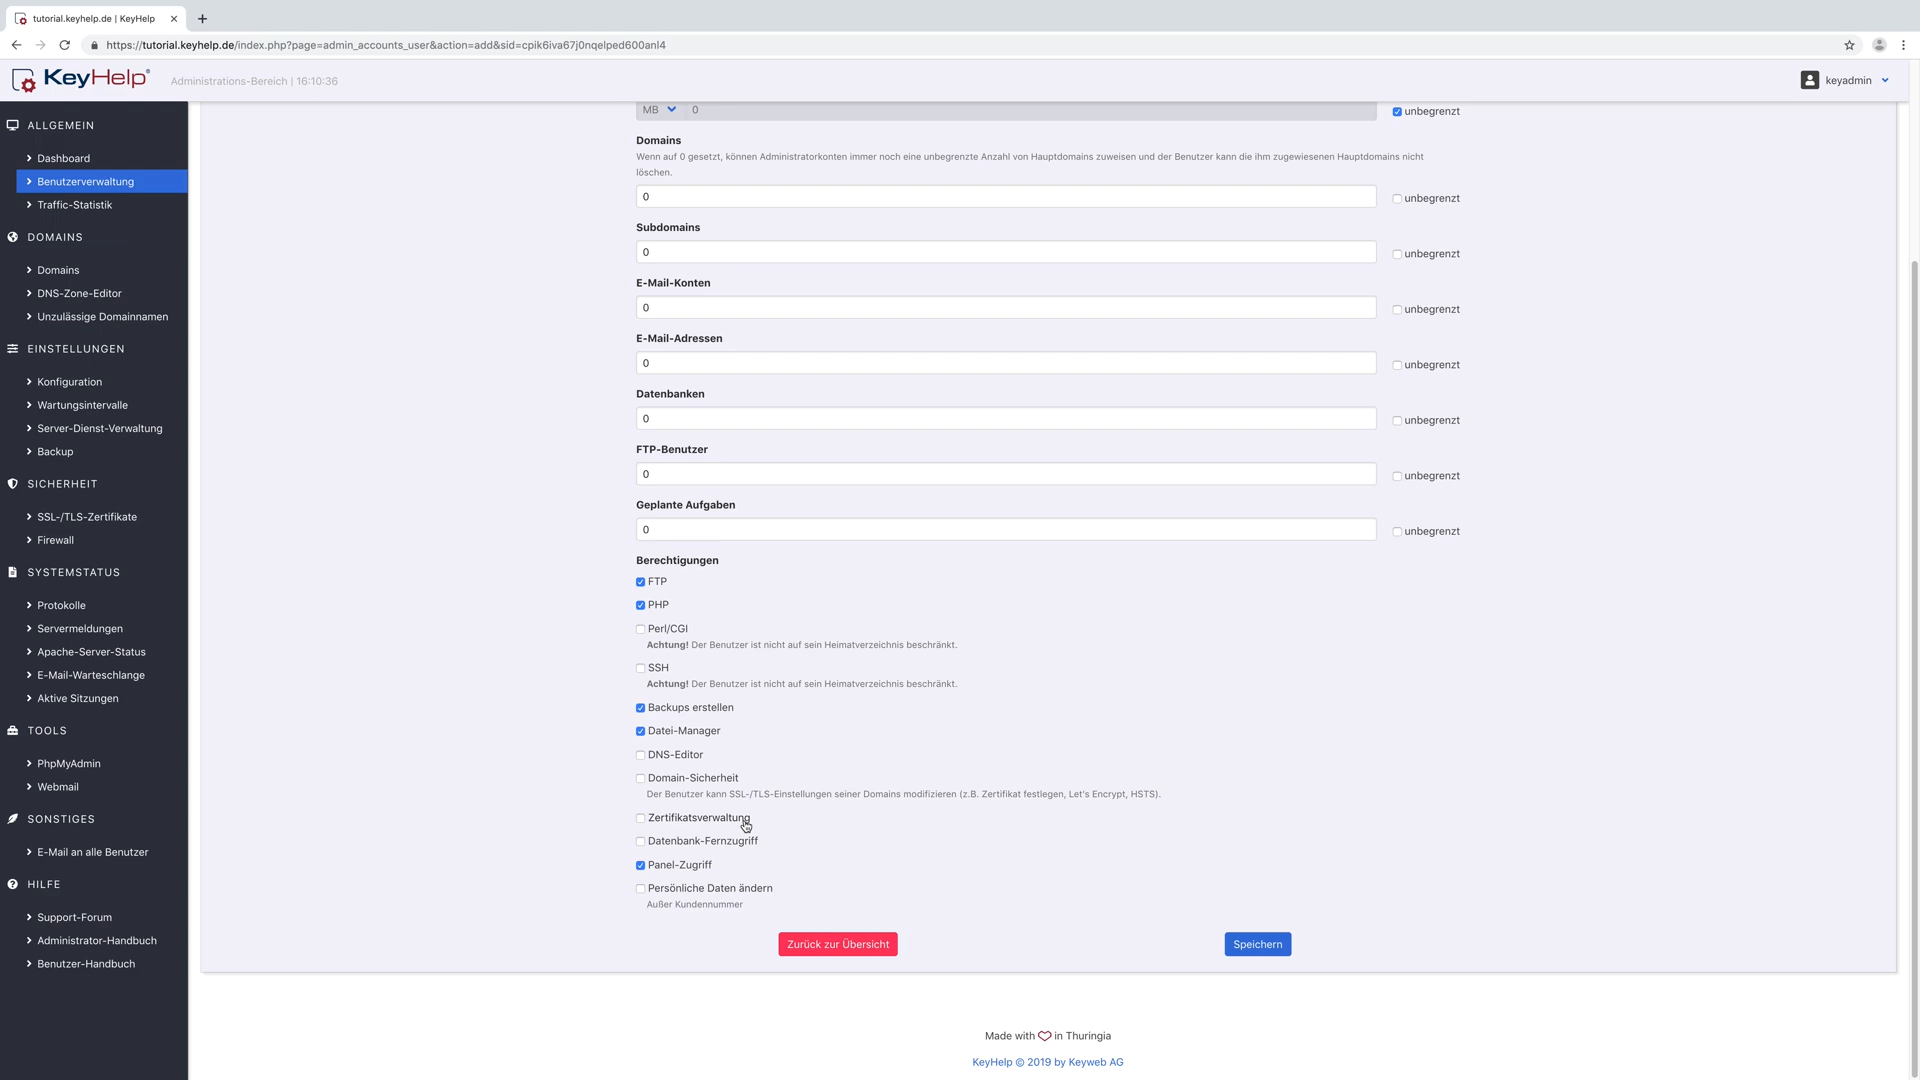 tutorial.keyhelp.de | KeyHelp
https://tutorial.keyhelp.de/index.php?page=admin_accounts_user&action=add&sid=cpik6iva67j0nqelped600anl4
KeyHelp
Administrations-Bereich | 16:10:36
keyadmin
ALLGEMEIN
Dashboard
Benutzerverwaltung
Traffic-Statistik
DOMAINS
Domains
DNS-Zone-Editor
Unzulässige Domainnamen
EINSTELLUNGEN
Konfiguration
Wartungsintervalle
Server-Dienst-Verwaltung
Backup
SICHERHEIT
SSL-/TLS-Zertifikate
Firewall
SYSTEMSTATUS
Protokolle
Servermeldungen
Apache-Server-Status
E-Mail-Warteschlange
Aktive Sitzungen
TOOLS
PhpMyAdmin
Webmail
SONSTIGES
E-Mail an alle Benutzer
HILFE
Support-Forum
Administrator-Handbuch
Benutzer-Handbuch
MB 0 unbegrenzt
Domains
Wenn auf 0 gesetzt, können Administratorkonten immer noch eine unbegrenzte Anzahl von Hauptdomains zuweisen und der Benutzer kann die ihm zugewiesenen Hauptdomains nicht
löschen.
0 unbegrenzt
Subdomains
0 unbegrenzt
E-Mail-Konten
0 unbegrenzt
E-Mail-Adressen
0 unbegrenzt
Datenbanken
0 unbegrenzt
FTP-Benutzer
0 unbegrenzt
Geplante Aufgaben
0 unbegrenzt
Berechtigungen
FTP
PHP
Perl/CGI
Achtung! Der Benutzer ist nicht auf sein Heimatverzeichnis beschränkt.
SSH
Achtung! Der Benutzer ist nicht auf sein Heimatverzeichnis beschränkt.
Backups erstellen
Datei-Manager
DNS-Editor
Domain-Sicherheit
Der Benutzer kann SSL-/TLS-Einstellungen seiner Domains modifizieren (z.B. Zertifikat festlegen, Let's Encrypt, HSTS).
Zertifikatsverwaltung
Datenbank-Fernzugriff
Panel-Zugriff
Persönliche Daten ändern
Außer Kundennummer
Zurück zur Übersicht
Speichern
Made with in Thuringia
KeyHelp © 2019 by Keyweb AG